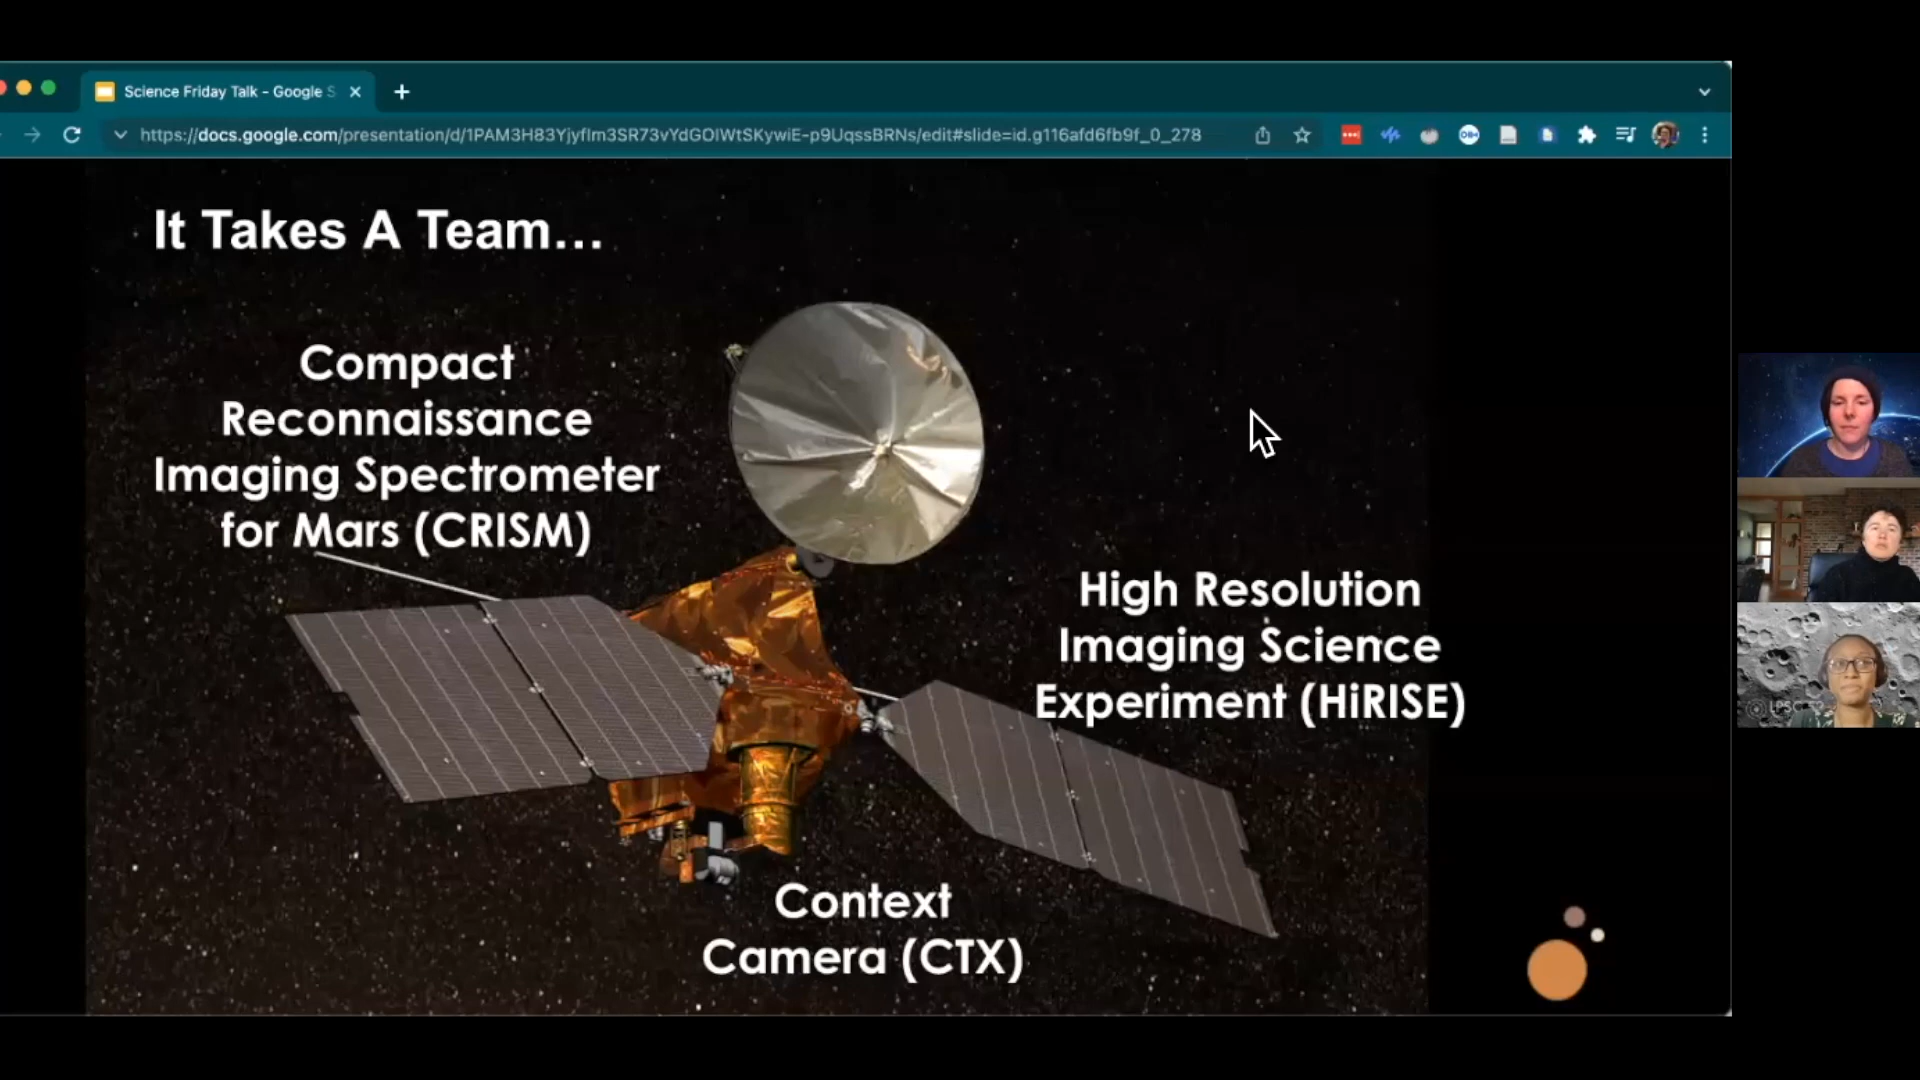 Science Friday Talk - Google S
https://docs.google.com/presentation/d/1PAM3H83YjyfIm3SR73vYdGOIWtSKywiE-p9UqssBRNs/edit#slide=id.g116afd6fb9f_0_278
It Takes A Team...
Compact
Reconnaissance
Imaging Spectrometer
for Mars (CRISM)
High Resolution
Imaging Science
Experiment (HiRISE)
Context
Camera (CTX)